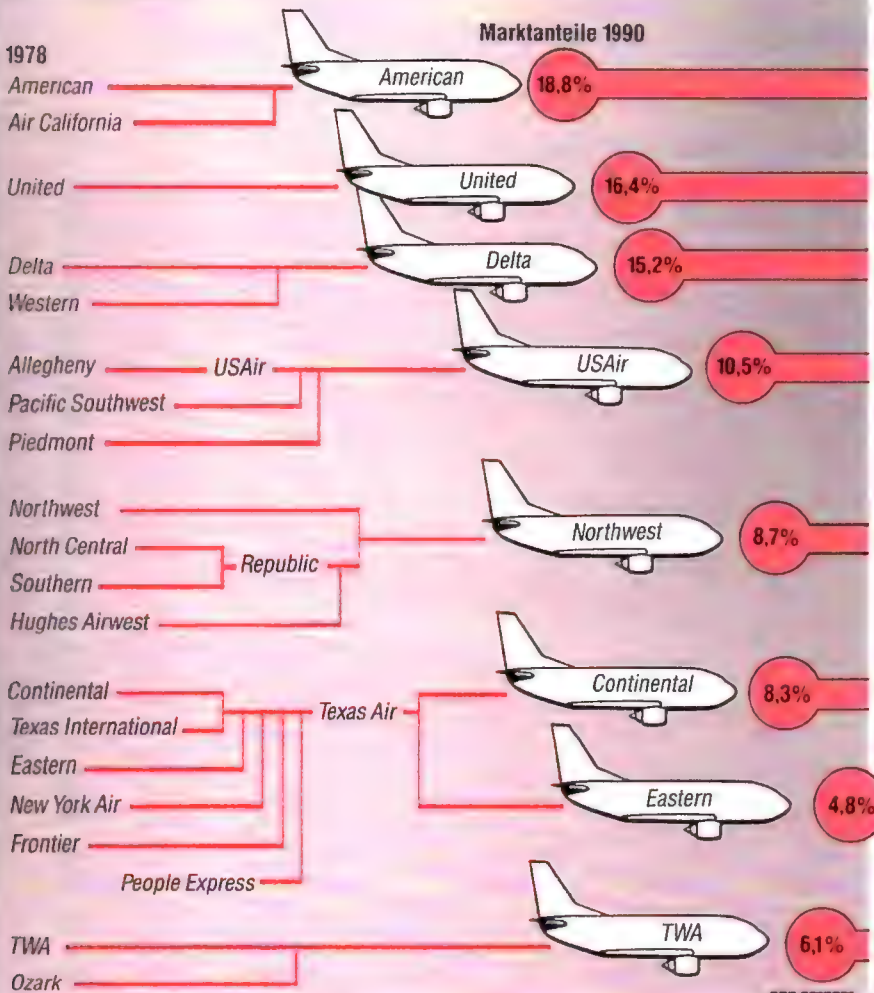 Marktanteile 1990
1978
American
American
18,8%
Air California
United
United
16,4%
Delta
Delta
15,2%
Western
Allegheny
USAir
USAir
10,5%
Pacific Southwest
Piedmont
Northwest
Northwest
8,7%
North Central
Republic
Southern
Hughes Airwest
Continental
Continental
8,3%
Texas International
Texas Air
Eastern
Eastern
4,8%
New York Air
Frontier
People Express
TWA
TWA
6,1%
Ozark